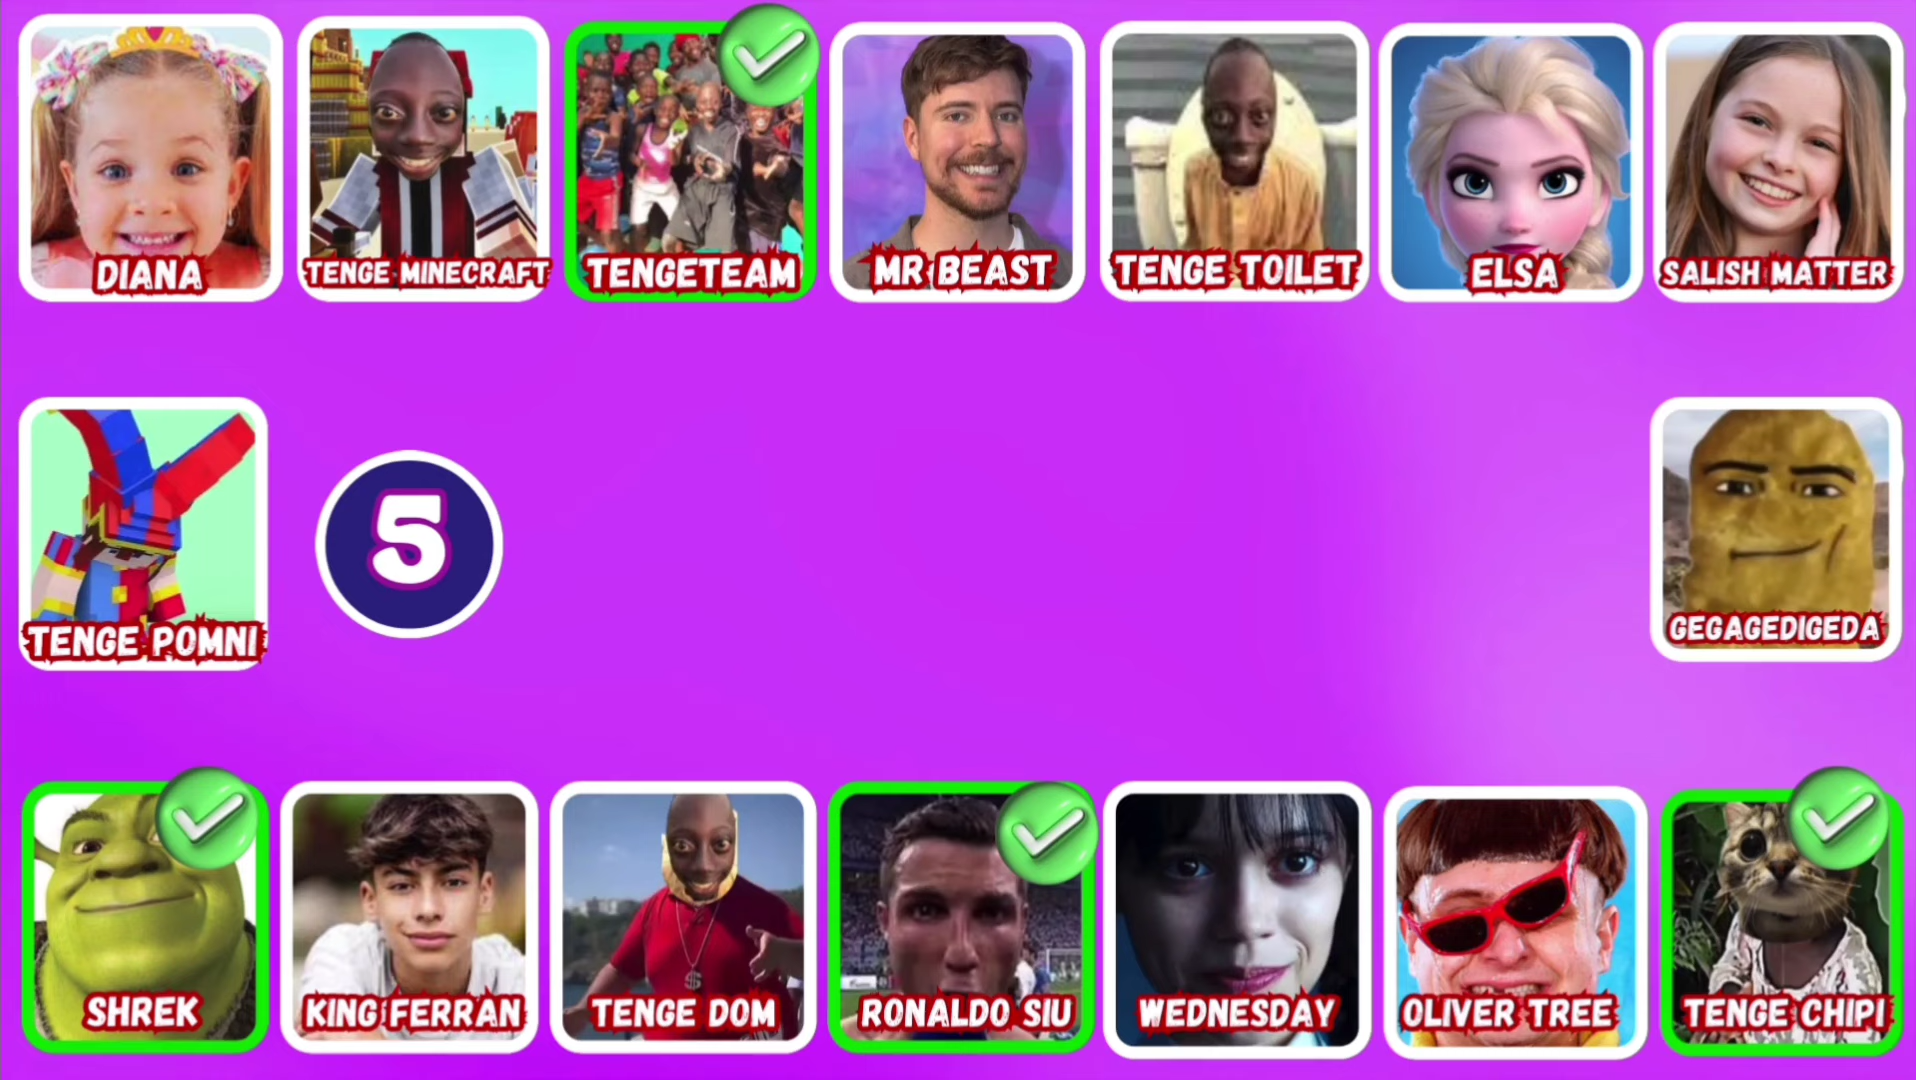 DIANA
TENGE MINECRAFT
TENGETEAM
MR BEAST
TENGE TOILET
ELSA
SALISH MATTER
TENGE POMNI
5
GEGAGEDIGEDA
SHREK
KING FERRAN
TENGE DOM
RONALDO SIU
WEDNESDAY
OLIVER TREE
TENGE CHIPI